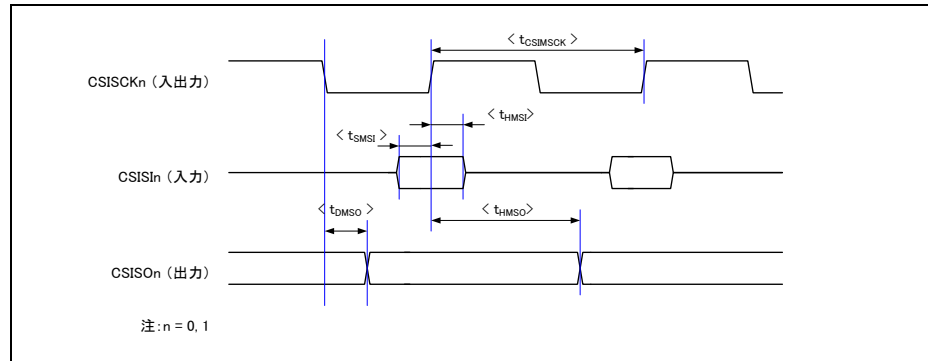 < tCSIMSCK >
CSISCKn (入出力)
< tHMSI>
< tSMSI >
CSISIn (入力)
< tDMSO >
< tHMSO>
CSISOn (出力)
注:n = 0, 1